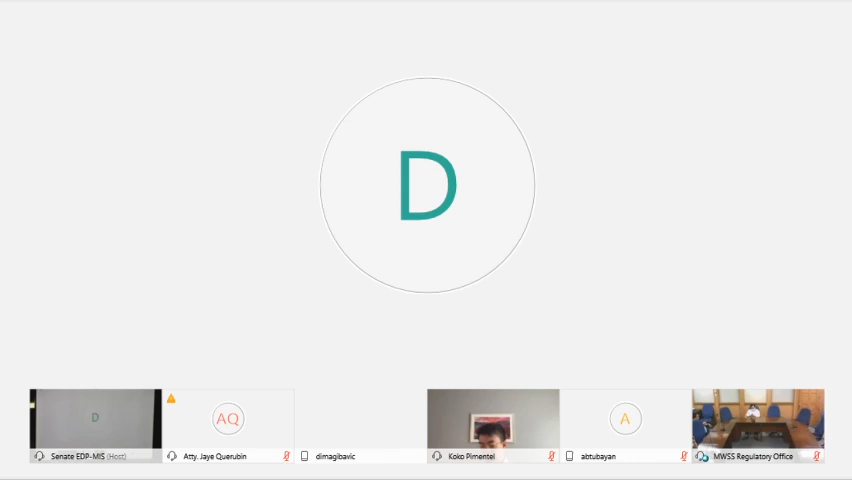 D
D
Senate EDP-MIS (Host)
AQ
Atty. Jaye Querubin
dimagibavic
Koko Pimentel
A
abtubayan
MWSS Regulatory Office